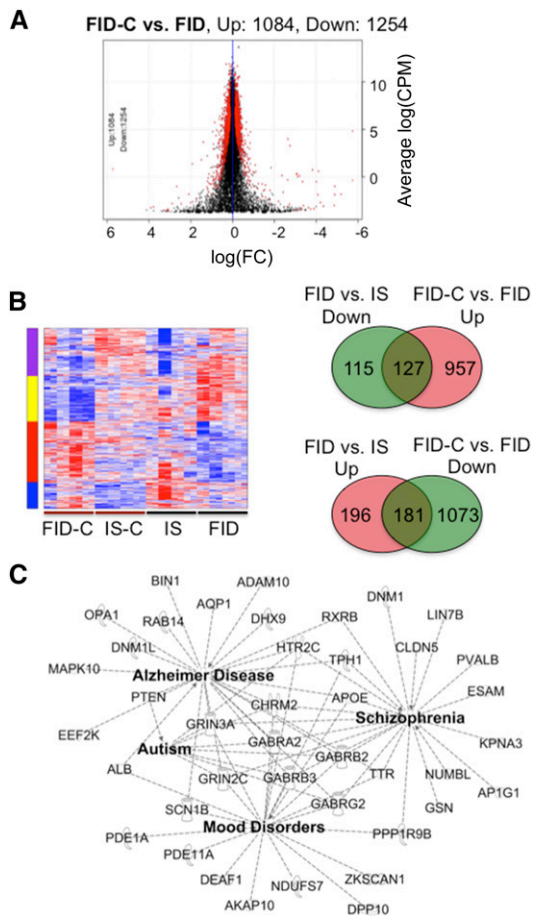 A
FID-C vs. FID, Up: 1084, Down: 1254
Up:1084
Down:1254
10
5
0
Average log(CPM)
6 4 2 0 -2 -4 -6
log(FC)
B
FID vs. IS
Down
FID-C vs. FID
Up
115 127 957
FID vs. IS
Up
FID-C vs. FID
Down
196 181 1073
FID-C IS-C IS FID
C
BIN1
ADAM10
OPA1
RAB14
AQP1
DHX9
RXRB
DNM1
LIN7B
DNM1L
HTR2C
TPH1
CLDN5
PVALB
MAPK10
Alzheimer Disease
PTEN
APOE
ESAM
CHRM2
Schizophrenia
GRIN3A
EEF2K
Autism
GABRA2
GABRB2
KPNA3
ALB
GRIN2C
GABRB3
TTR
NUMBL
AP1G1
SCN1B
GABRG2
GSN
Mood Disorders
PPP1R9B
PDE1A
PDE11A
DEAF1
NDUFS7
ZKSCAN1
AKAP10
DPP10